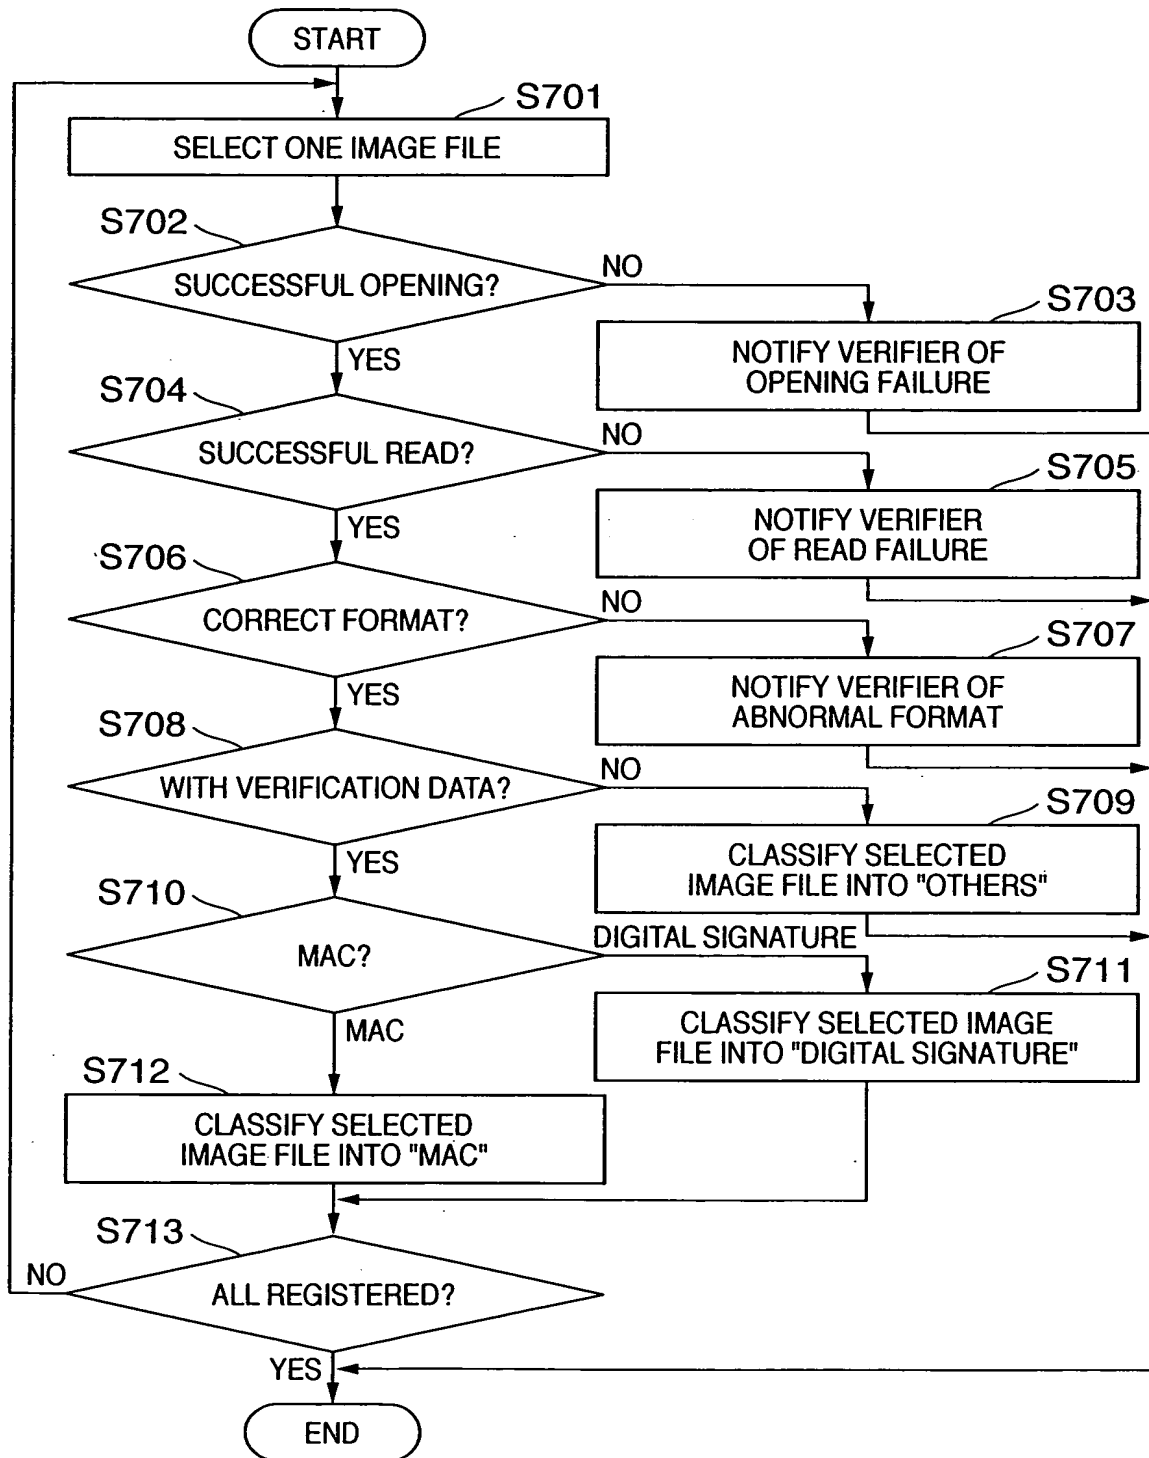 START
S701
SELECT ONE IMAGE FILE
S702
SUCCESSFUL OPENING?
NO
YES
S703
NOTIFY VERIFIER OF
OPENING FAILURE
S704
SUCCESSFUL READ?
NO
YES
S705
NOTIFY VERIFIER
OF READ FAILURE
S706
CORRECT FORMAT?
NO
YES
S707
NOTIFY VERIFIER OF
ABNORMAL FORMAT
S708
WITH VERIFICATION DATA?
NO
YES
S709
CLASSIFY SELECTED
IMAGE FILE INTO "OTHERS"
S710
MAC?
DIGITAL SIGNATURE
MAC
S711
CLASSIFY SELECTED IMAGE
FILE INTO "DIGITAL SIGNATURE"
S712
CLASSIFY SELECTED
IMAGE FILE INTO "MAC"
S713
ALL REGISTERED?
NO
YES
END